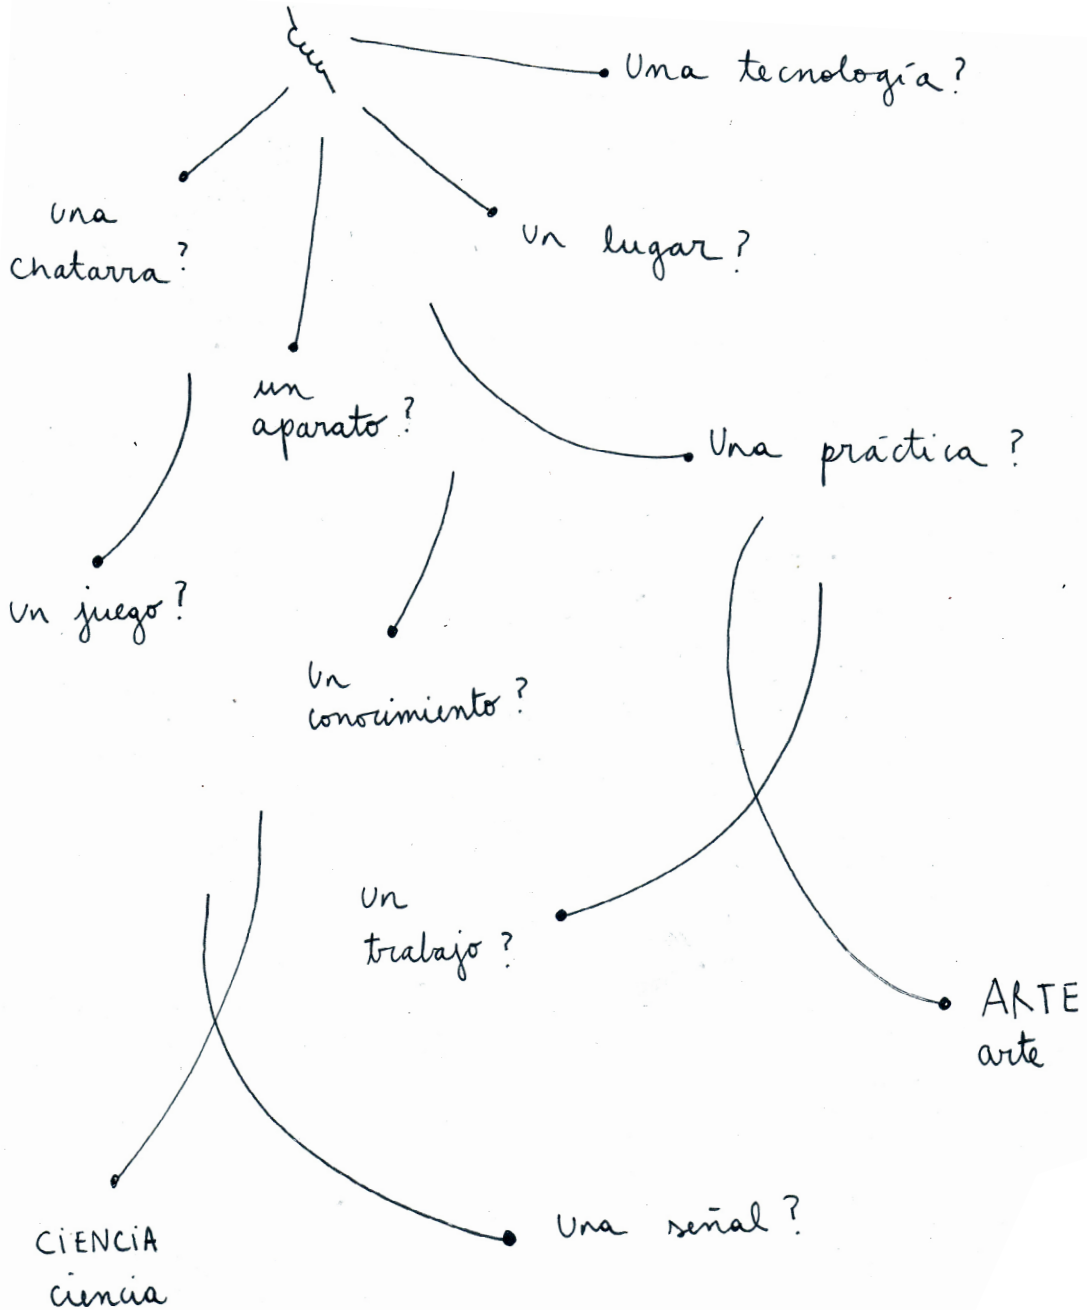 Una tecnología?
una
chatarra?
un lugar?
un
aparato?
Una práctica?
un juego?
un
conocimiento?
un
trabajo?
ARTE
arte
Una señal?
CiENCiA
ciencia